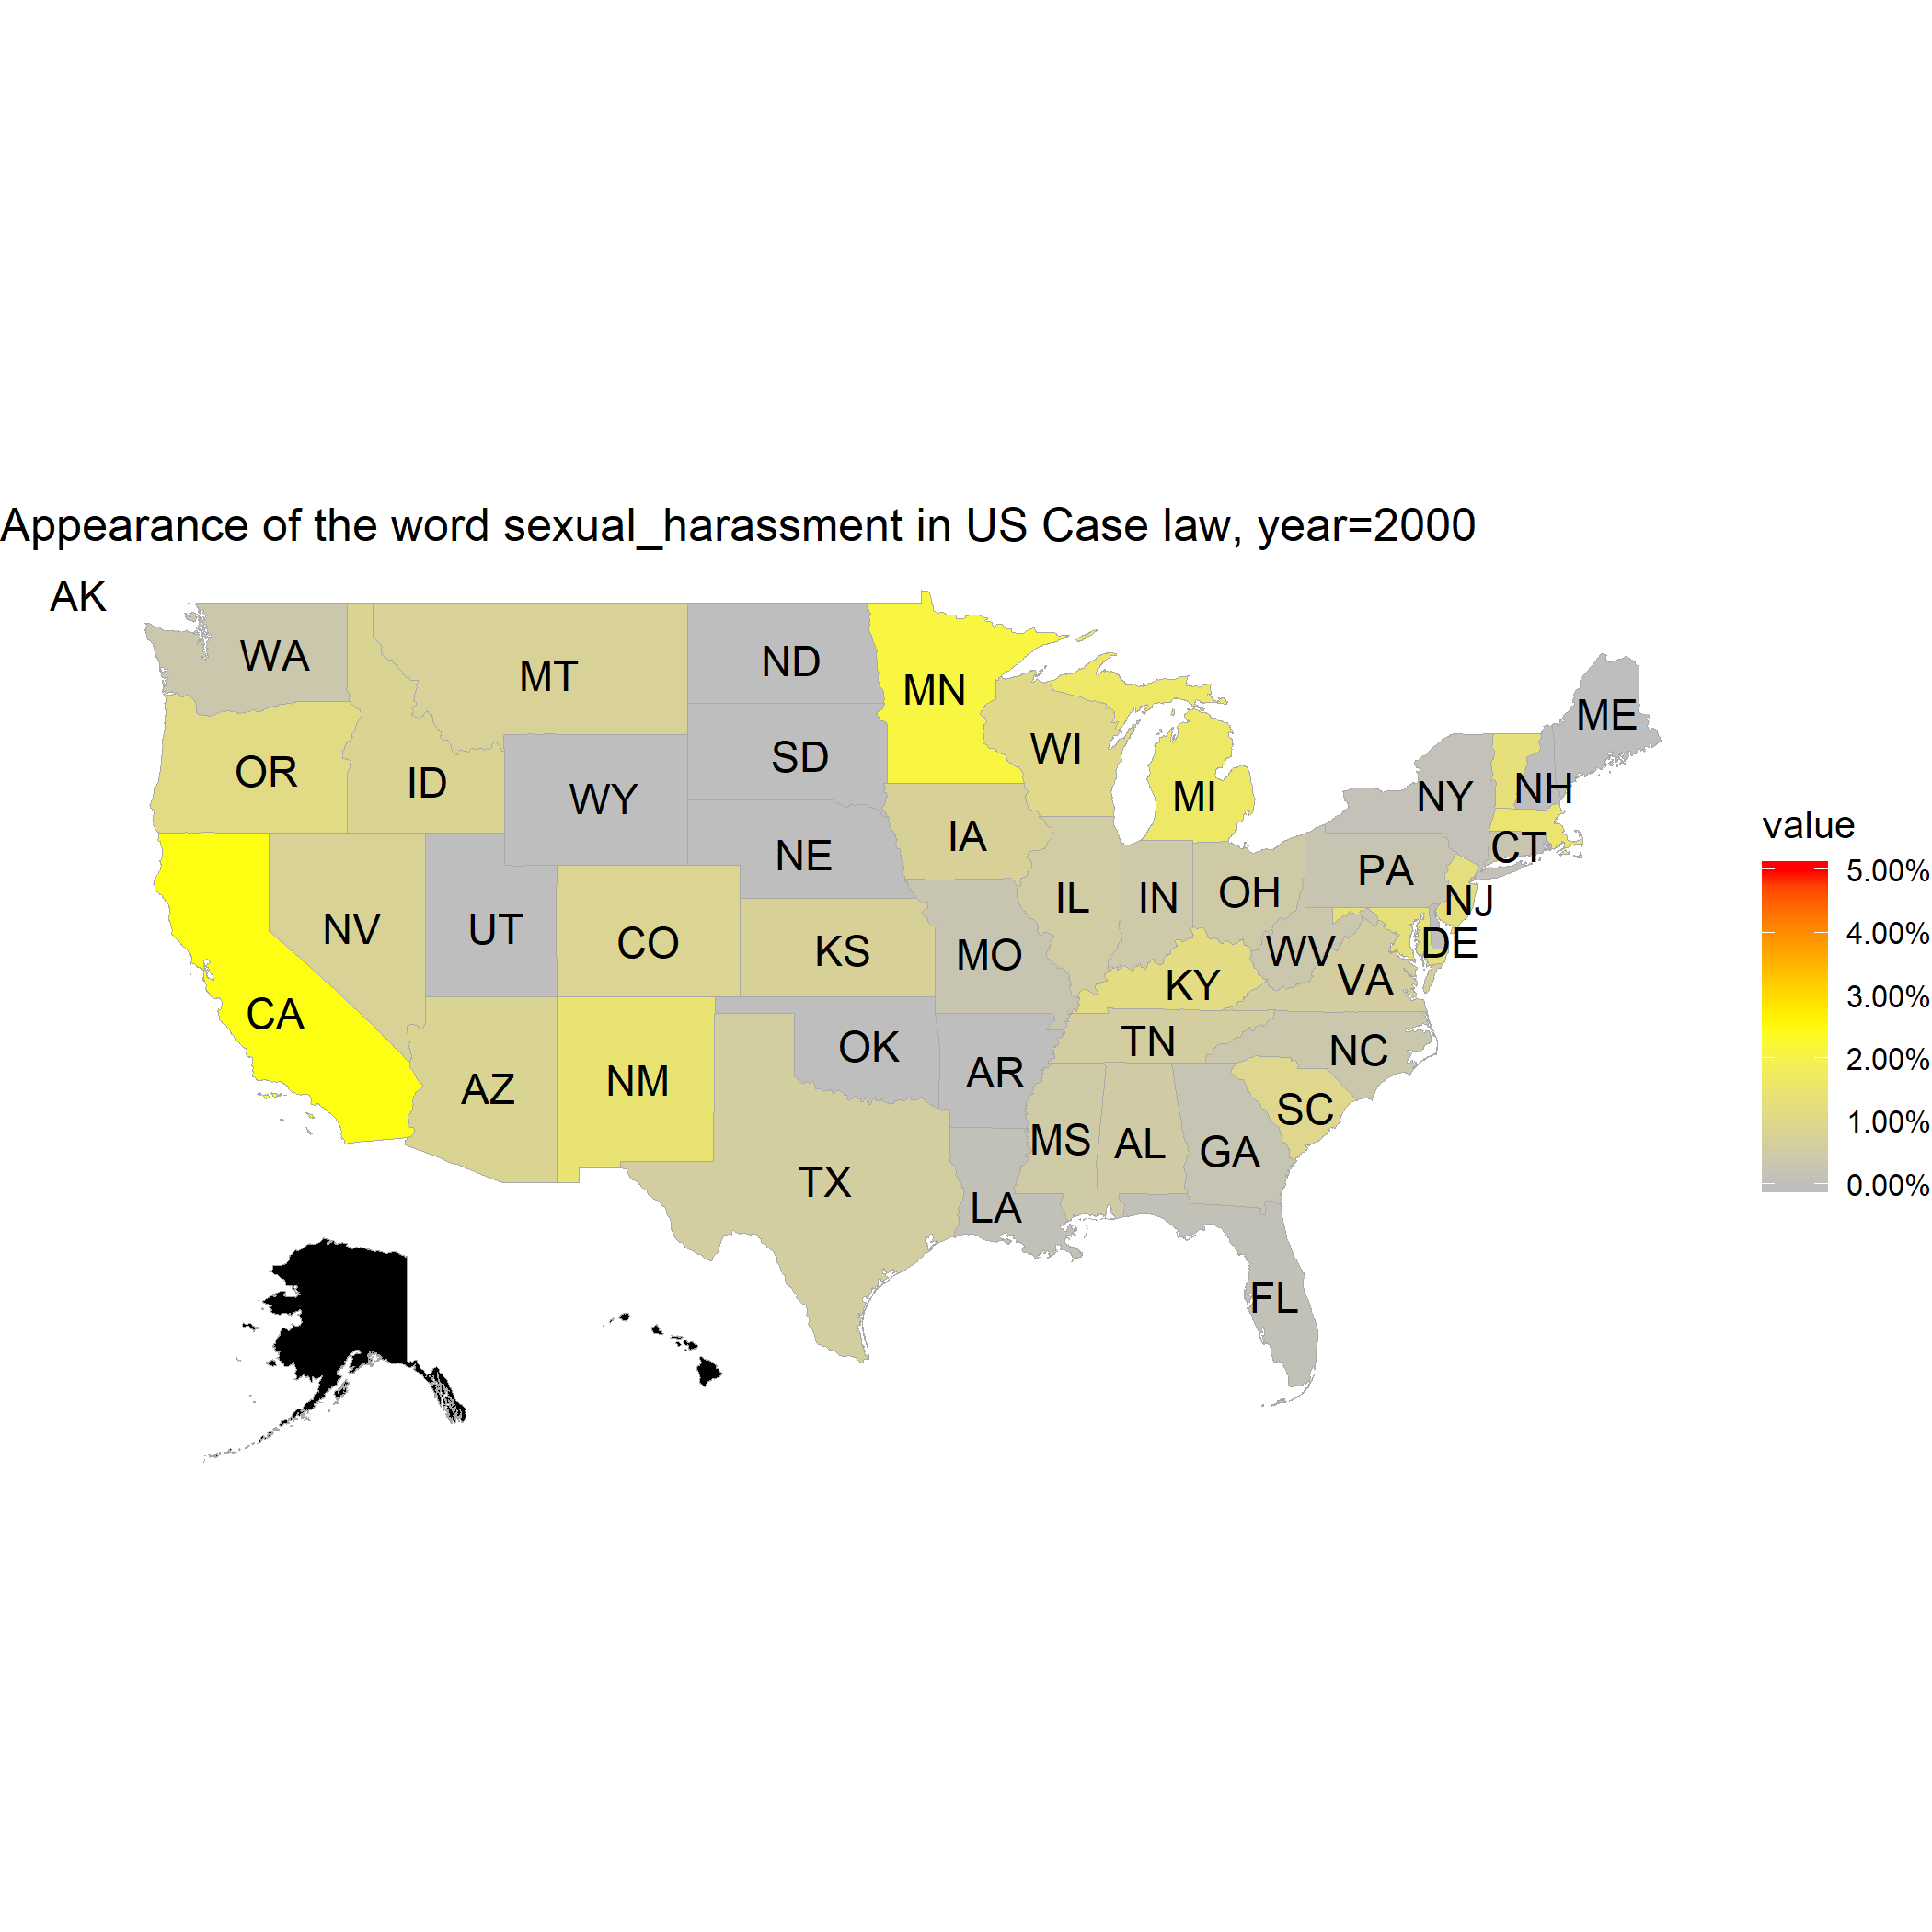 Appearance of the word sexual_harassment in US Case law, year=2000
AK
WA
MT
ND
MN
ME
OR
ID
SD
WI
WY
MI
NH
NY
IA
NE
CT
PA
IL
IN
OH
NJ
NV
UT
CO
KS
MO
WV
DE
VA
KY
CA
OK
TN
NC
AZ
NM
AR
SC
MS
AL
GA
TX
LA
FL
value
5.00%
4.00%
3.00%
2.00%
1.00%
0.00%